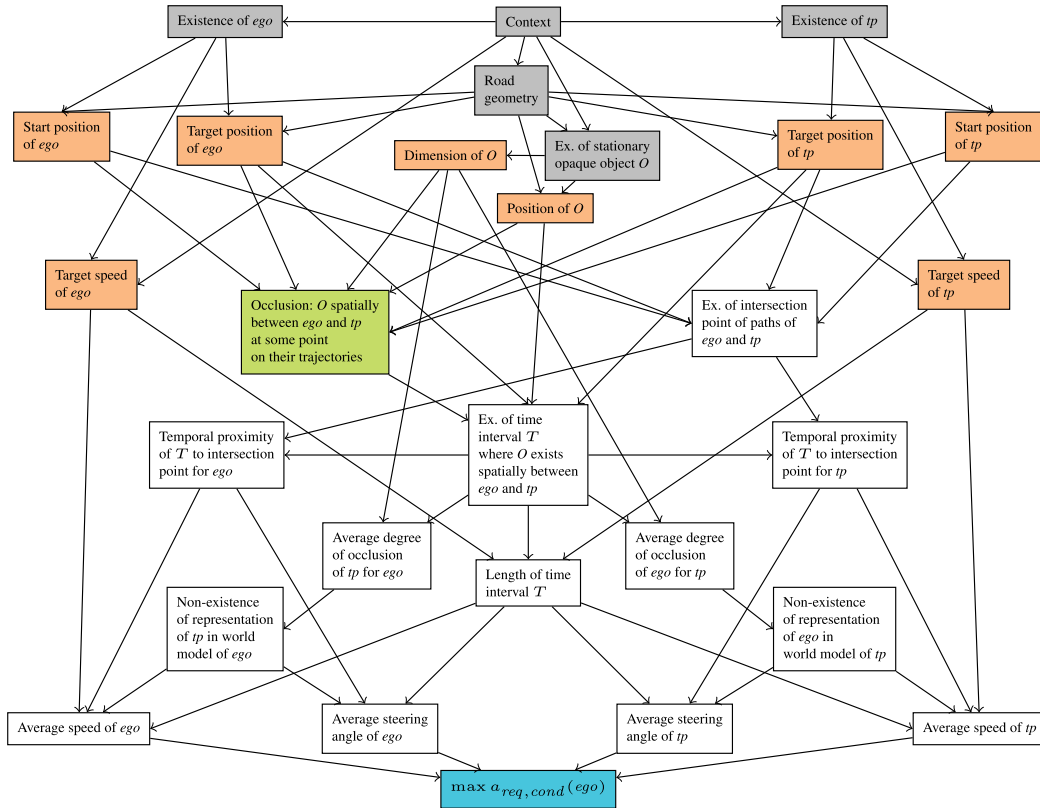 Existence of ego
Context
Existence of tp
Road
geometry
Start position
of ego
Target position
of ego
Dimension of O
Ex. of stationary
opaque object O
Target position
of tp
Start position
of tp
Position of O
Target speed
of ego
Occlusion: O spatially
between ego and tp
at some point
on their trajectories
Ex. of intersection
point of paths of
ego and tp
Target speed
of tp
Temporal proximity
of T to intersection
point for ego
Ex. of time
interval T
where O exists
spatially between
ego and tp
Temporal proximity
of T to intersection
point for tp
Average degree
of occlusion
of tp for ego
Length of time
interval T
Average degree
of occlusion
of ego for tp
Non-existence
of representation
of tp in world
model of ego
Non-existence
of representation
of ego in
world model of tp
Average speed of ego
Average steering
angle of ego
Average steering
angle of tp
Average speed of tp
max a_{req,cond}(ego)